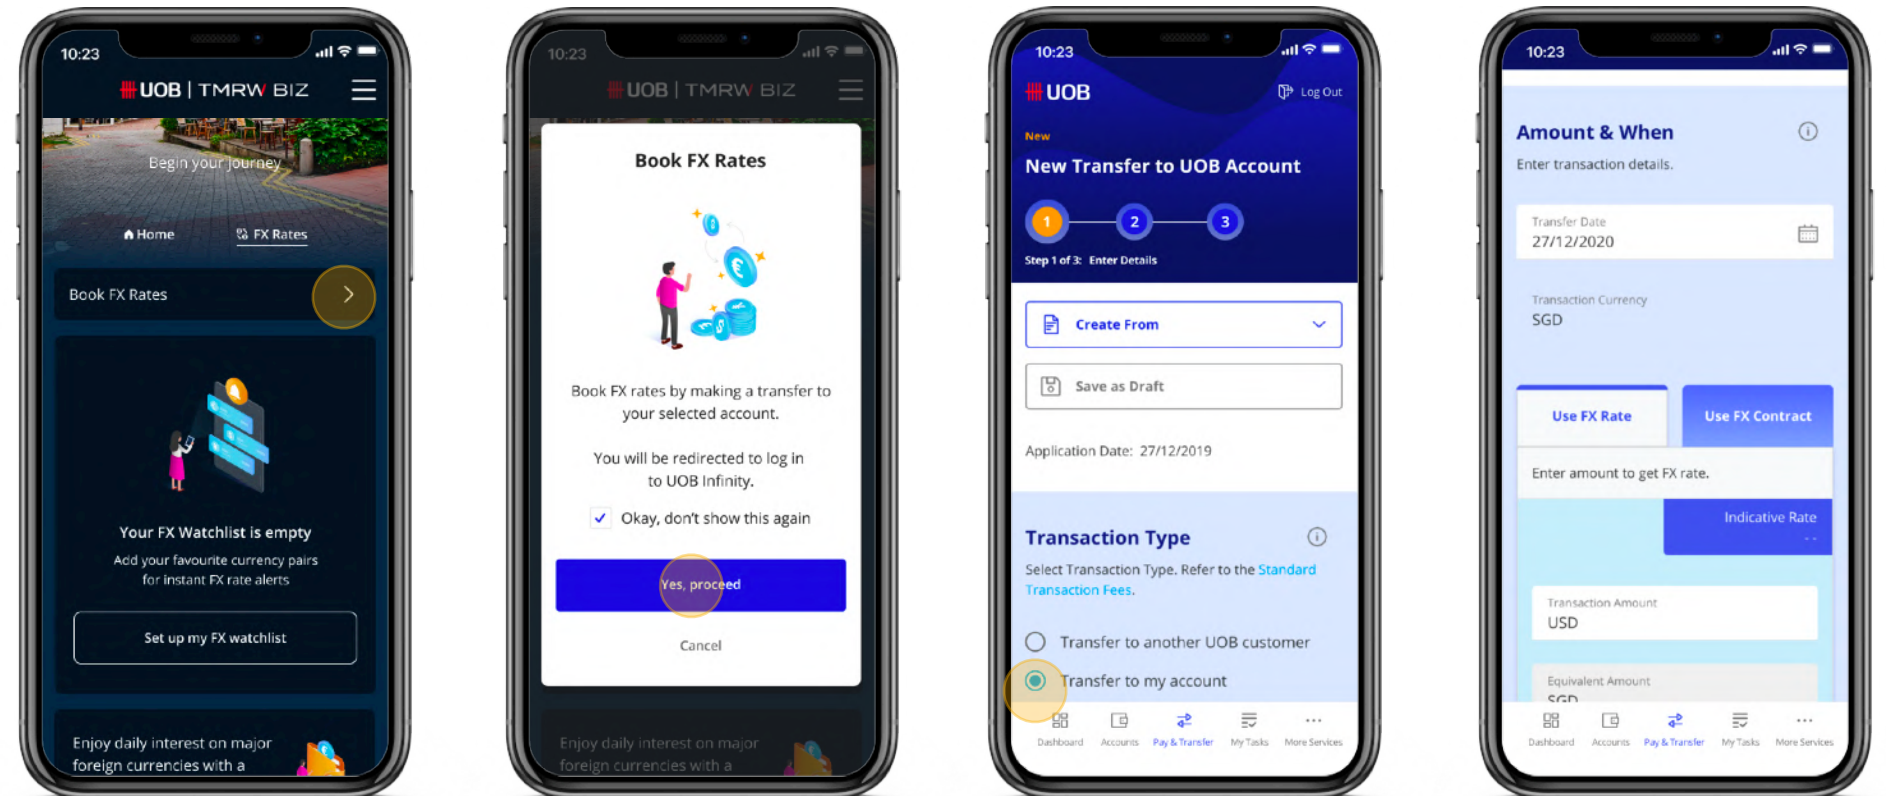 10:23
UOB | TMRW BIZ
Begin your journey
Home
FX Rates
Book FX Rates
Your FX Watchlist is empty
Add your favourite currency pairs
for instant FX rate alerts
Set up my FX watchlist
Enjoy daily interest on major
foreign currencies with a
10:23
UOB | TMRW BIZ
Book FX Rates
Book FX rates by making a transfer to
your selected account.
You will be redirected to log in
to UOB Infinity.
Okay, don't show this again
Yes, proceed
Cancel
Enjoy daily interest on major
foreign currencies with a
10:23
UOB
Log Out
New
New Transfer to UOB Account
1
2
3
Step 1 of 3: Enter Details
Create From
Save as Draft
Application Date: 27/12/2019
Transaction Type
Select Transaction Type. Refer to the Standard
Transaction Fees.
Transfer to another UOB customer
Transfer to my account
Dashboard
Accounts
Pay & Transfer
My Tasks
More Services
10:23
Amount & When
Enter transaction details.
Transfer Date
27/12/2020
Transaction Currency
SGD
Use FX Rate
Use FX Contract
Enter amount to get FX rate.
Indicative Rate
--
Transaction Amount
USD
Equivalent Amount
SGD
Dashboard
Accounts
Pay & Transfer
My Tasks
More Services